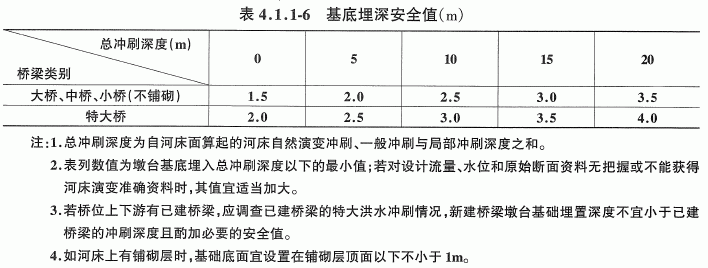 表 4.1.1-6 基底埋深安全值(m)
总冲刷深度(m)
桥梁类别
0 5 10 15 20
大桥、中桥、小桥(不铺砌) 1.5 2.0 2.5 3.0 3.5
特大桥 2.0 2.5 3.0 3.5 4.0
注:1.总冲刷深度为自河床面算起的河床自然演变冲刷、一般冲刷与局部冲刷深度之和。
2.表列数值为墩台基底埋入总冲刷深度以下的最小值;若对设计流量、水位和原始断面资料无把握或不能获得
河床演变准确资料时,其值宜适当加大。
3.若桥位上下游有已建桥梁,应调查已建桥梁的特大洪水冲刷情况,新建桥梁墩台基础埋置深度不宜小于已建
桥梁的冲刷深度且酌加必要的安全值。
4.如河床上有铺砌层时,基础底面宜设置在铺砌层顶面以下不小于1m。